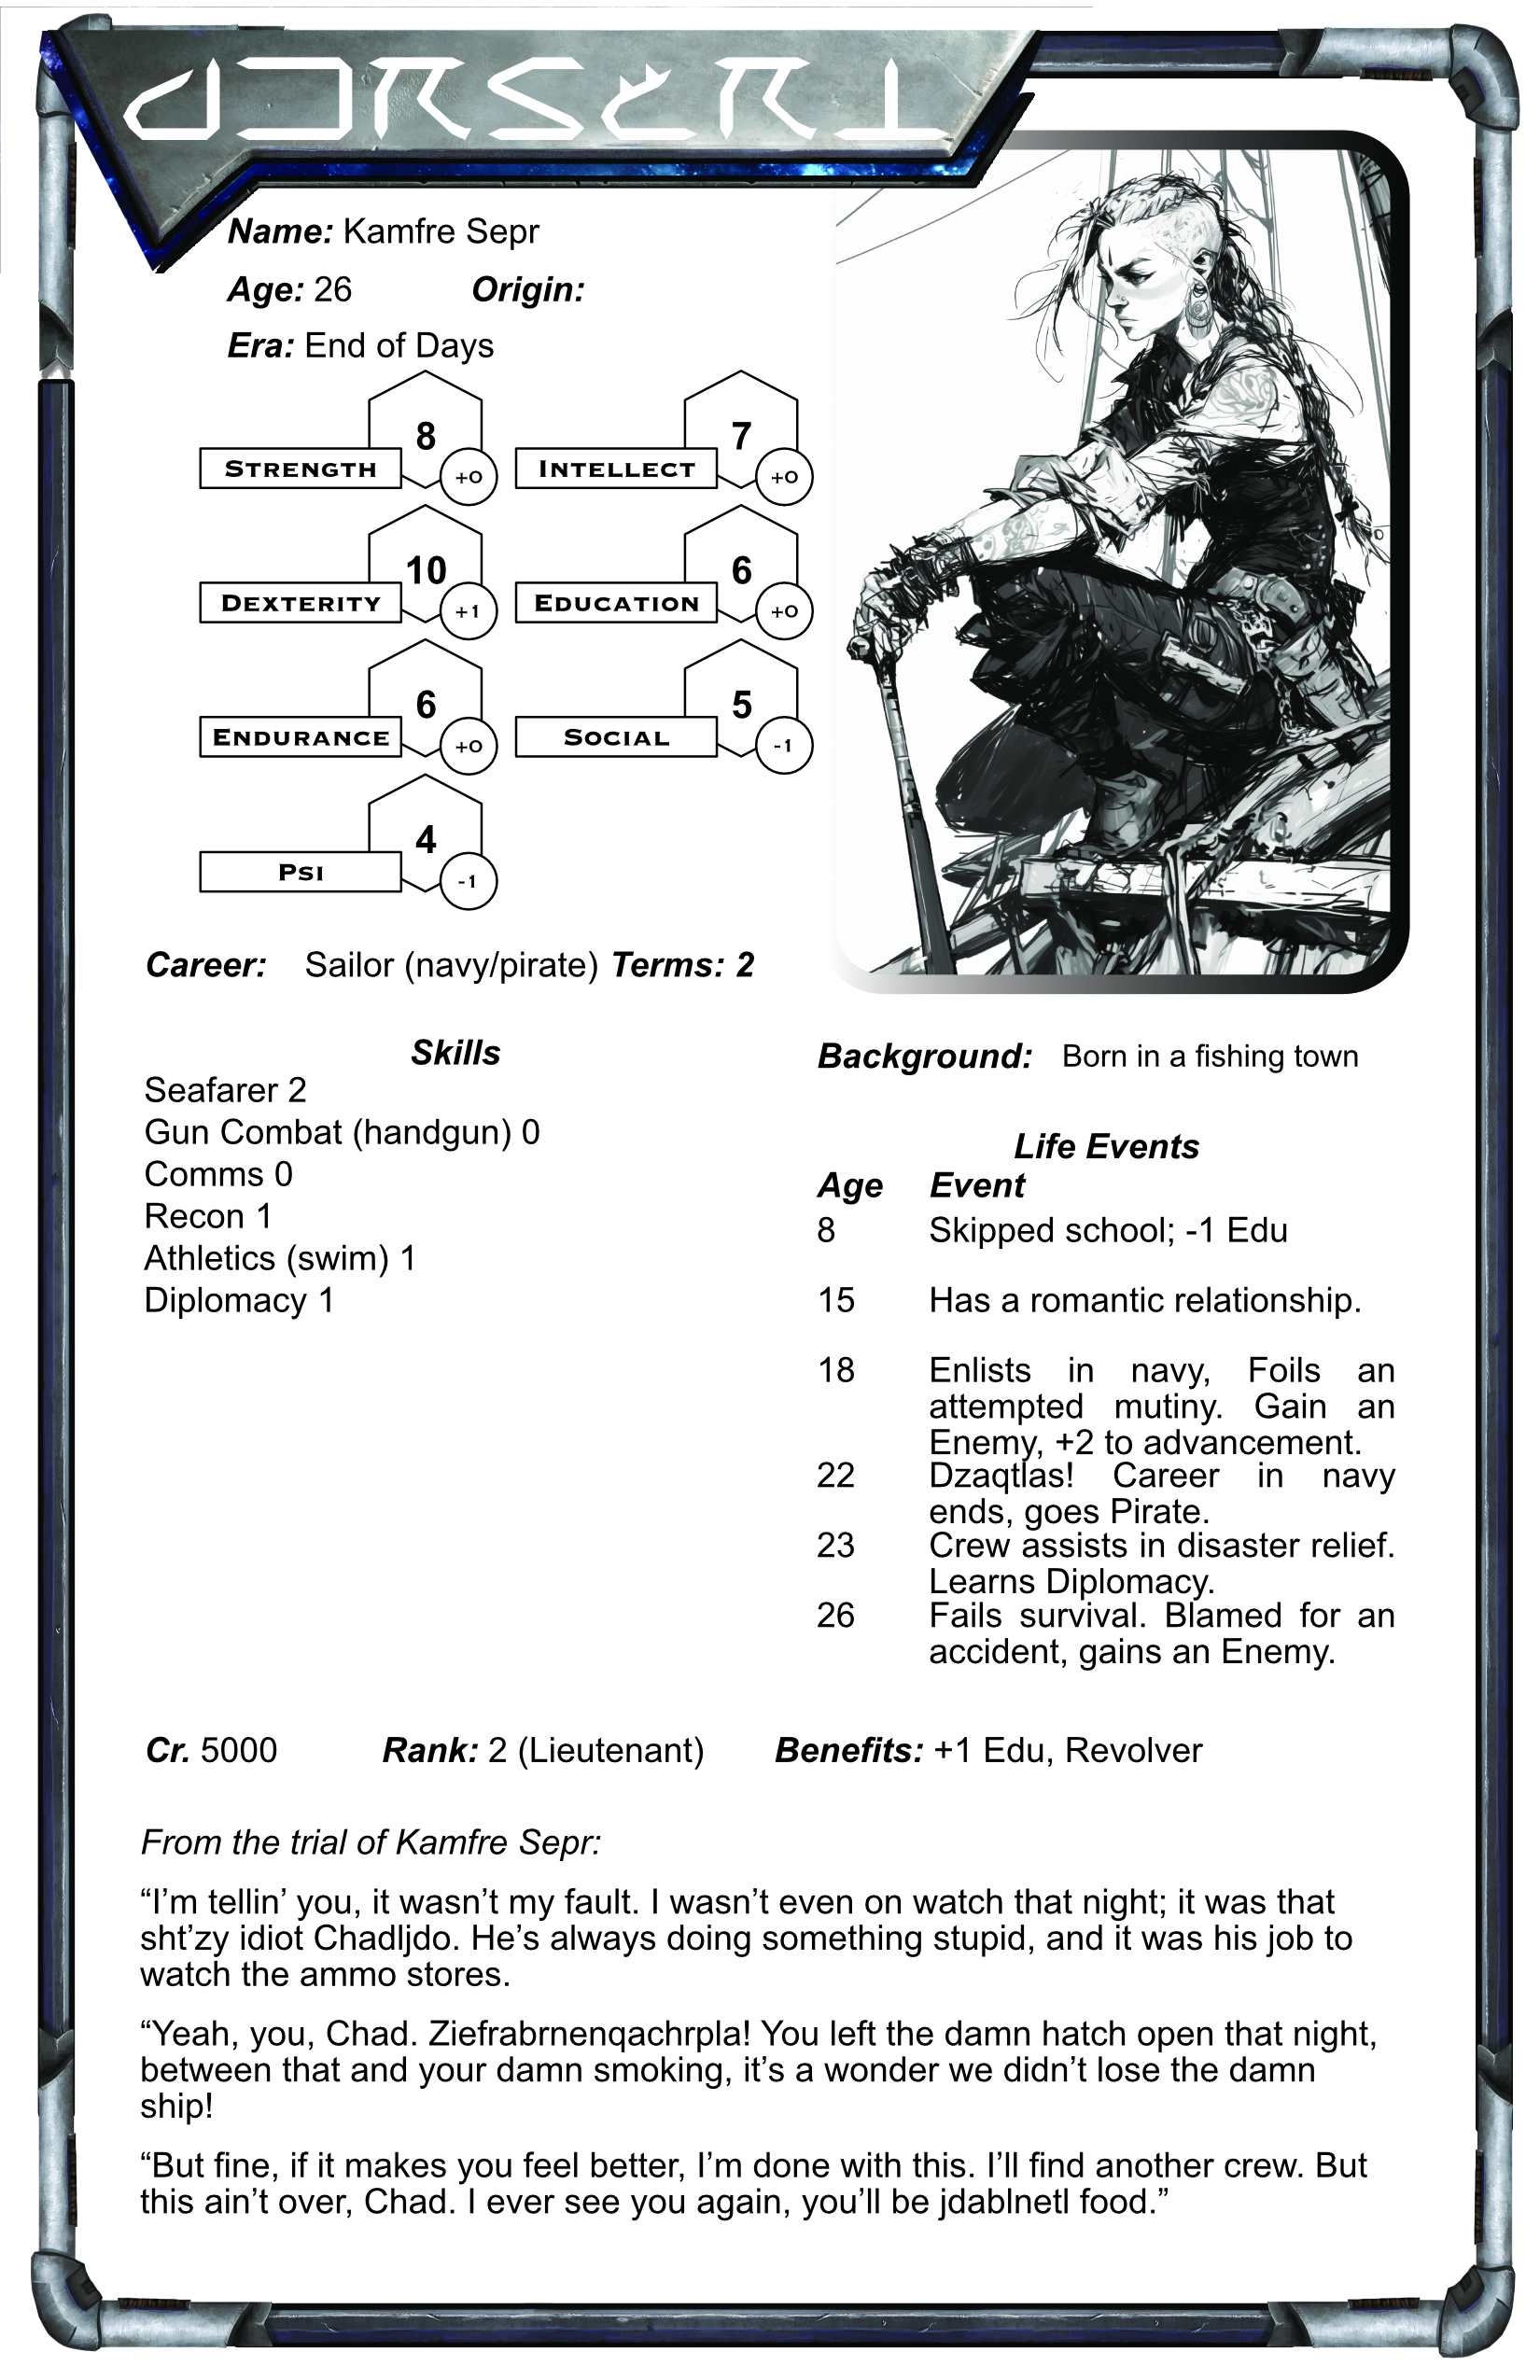 Name: Kamfre Sepr
Age: 26 Origin:
Era: End of Days
8
STRENGTH +0
7
INTELLECT +0
10
DEXTERITY +1
6
EDUCATION +0
6
ENDURANCE +0
5
SOCIAL -1
4
PSI -1
Career: Sailor (navy/pirate) Terms: 2
Skills
Seafarer 2
Gun Combat (handgun) 0
Comms 0
Recon 1
Athletics (swim) 1
Diplomacy 1
Background: Born in a fishing town
Life Events
Age Event
8 Skipped school; -1 Edu
15 Has a romantic relationship.
18 Enlists in navy, Foils an
attempted mutiny. Gain an
Enemy, +2 to advancement.
22 Dzaqtlas! Career in navy
ends, goes Pirate.
23 Crew assists in disaster relief.
Learns Diplomacy.
26 Fails survival. Blamed for an
accident, gains an Enemy.
Cr. 5000 Rank: 2 (Lieutenant) Benefits: +1 Edu, Revolver
From the trial of Kamfre Sepr:
“I’m tellin’ you, it wasn’t my fault. I wasn’t even on watch that night; it was that
sht’zy idiot Chadljdo. He’s always doing something stupid, and it was his job to
watch the ammo stores.
“Yeah, you, Chad. Ziefrabrnenqachrpla! You left the damn hatch open that night,
between that and your damn smoking, it’s a wonder we didn’t lose the damn
ship!
“But fine, if it makes you feel better, I’m done with this. I’ll find another crew. But
this ain’t over, Chad. I ever see you again, you’ll be jdablnetl food.”